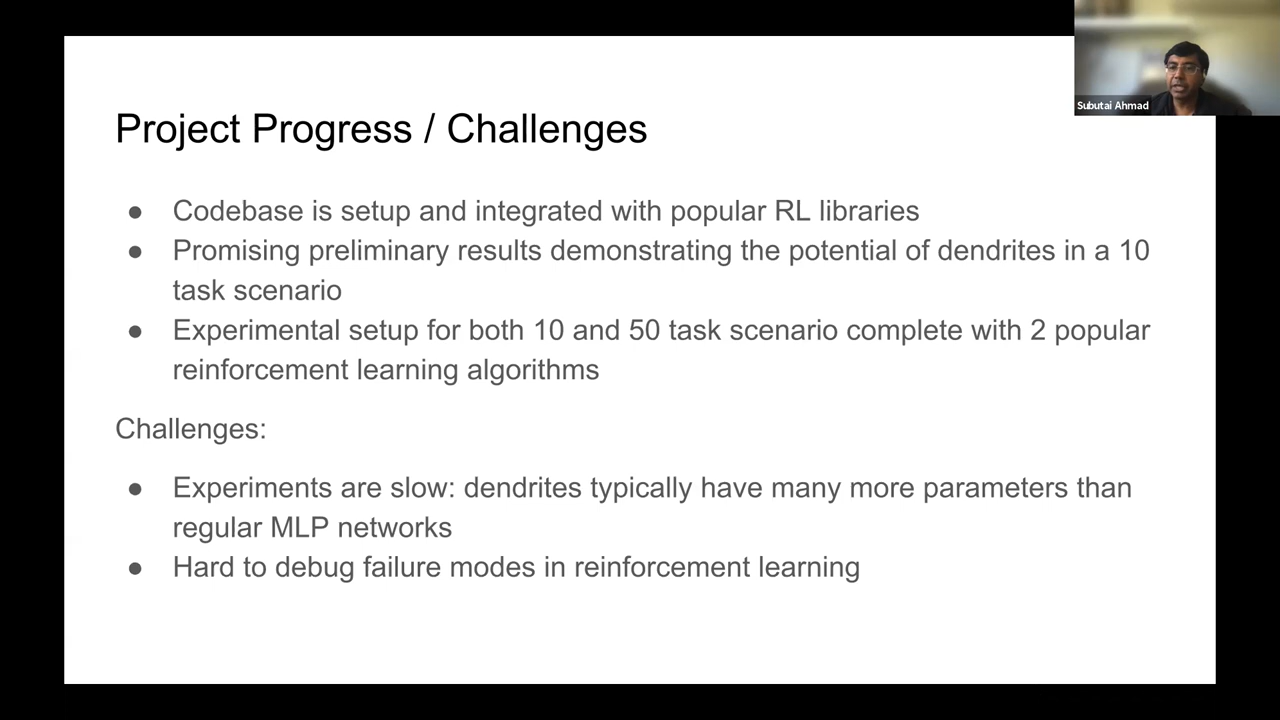 Subutai Ahmad
Project Progress / Challenges
● Codebase is setup and integrated with popular RL libraries
● Promising preliminary results demonstrating the potential of dendrites in a 10
task scenario
● Experimental setup for both 10 and 50 task scenario complete with 2 popular
reinforcement learning algorithms
Challenges:
● Experiments are slow: dendrites typically have many more parameters than
regular MLP networks
● Hard to debug failure modes in reinforcement learning